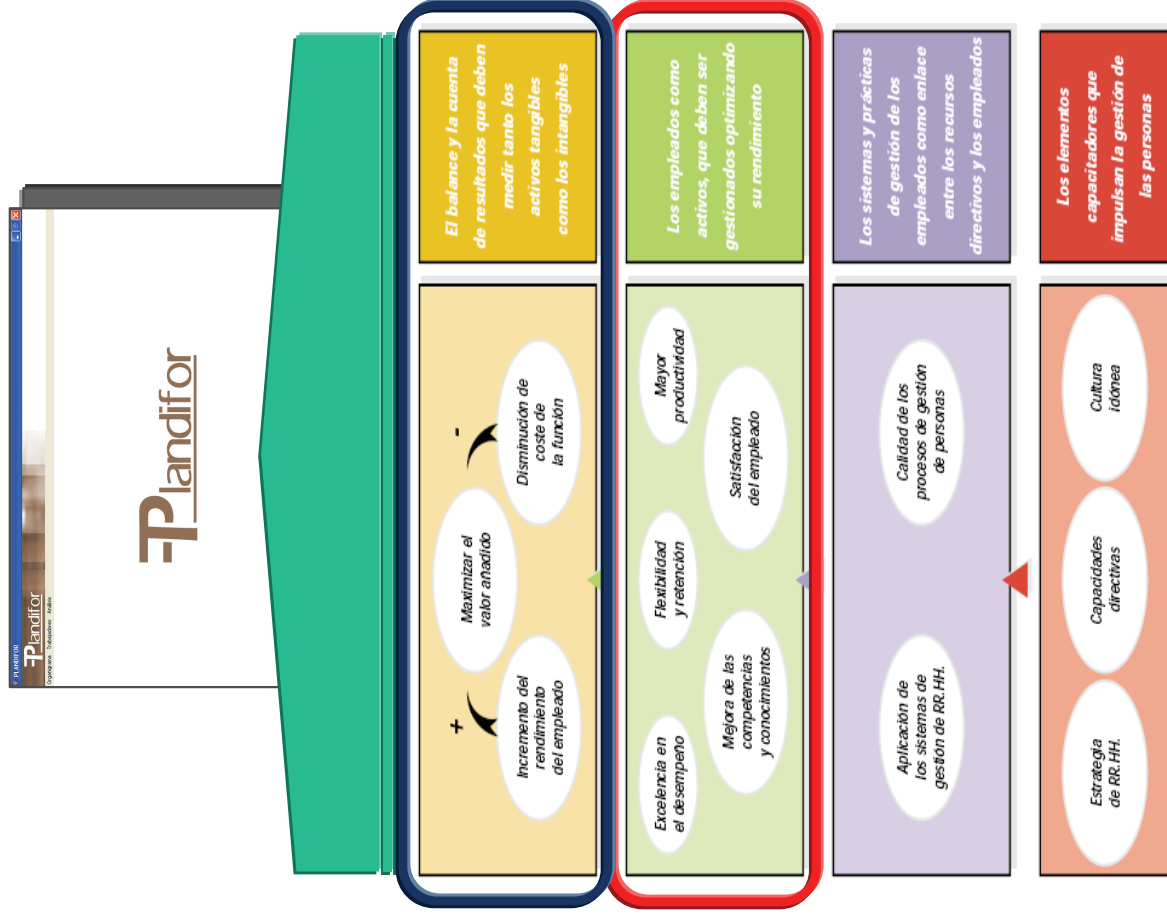 PLANDIFOR
Plandifor
Organigrama Trabajadores Análisis
Plandifor
+
-
Incremento del
rendimiento
del empleado
Maximizar el
valor añadido
Disminución de
coste de
la función
El balance y la cuenta
de resultados que deben
medir tanto los
activos tangibles
como los intangibles
Excelencia en
el desempeño
Mejora de las
competencias
y conocimientos
Flexibilidad
y retención
Satisfacción
del empleado
Mayor
productividad
Los empleados como
activos, que deben ser
gestionados optimizando
su rendimiento
Aplicación de
los sistemas de
gestión de RR.HH.
Calidad de los
procesos de gestión
de personas
Los sistemas y prácticas
de gestión de los
empleados como enlace
entre los recursos
directivos y los empleados
Estrategia
de RR.HH.
Capacidades
directivas
Cultura
idónea
Los elementos
capacitadores que
impulsan la gestión de
las personas